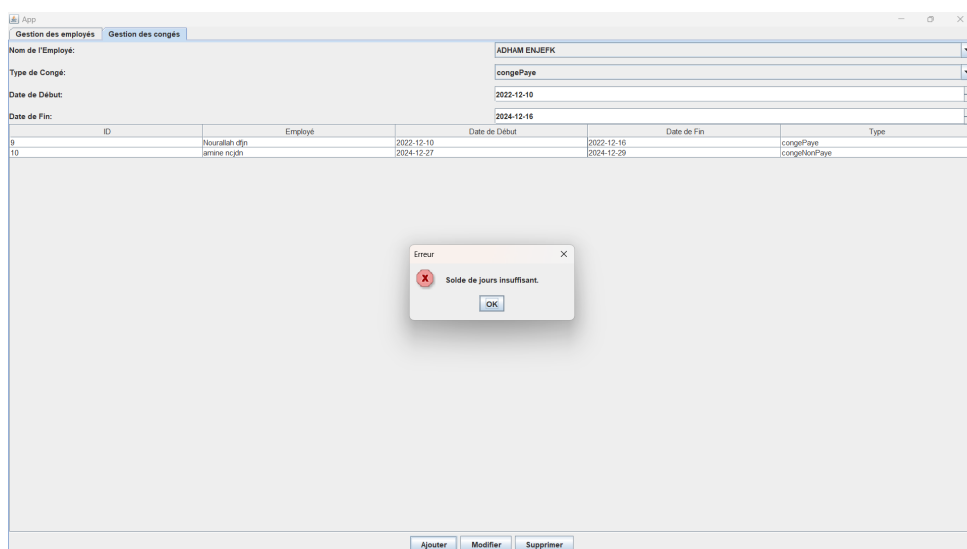 App
Gestion des employés Gestion des congés
Nom de l'Employé: ADHAM ENJEFK
Type de Congé: congePaye
Date de Début: 2022-12-10
Date de Fin: 2024-12-16
ID Employé Date de Début Date de Fin Type
9 Nourallah dfjn 2022-12-10 2022-12-16 congePaye
10 amine ncjdn 2024-12-27 2024-12-29 congeNonPaye
Erreur
Solde de jours insuffisant.
OK
Ajouter Modifier Supprimer